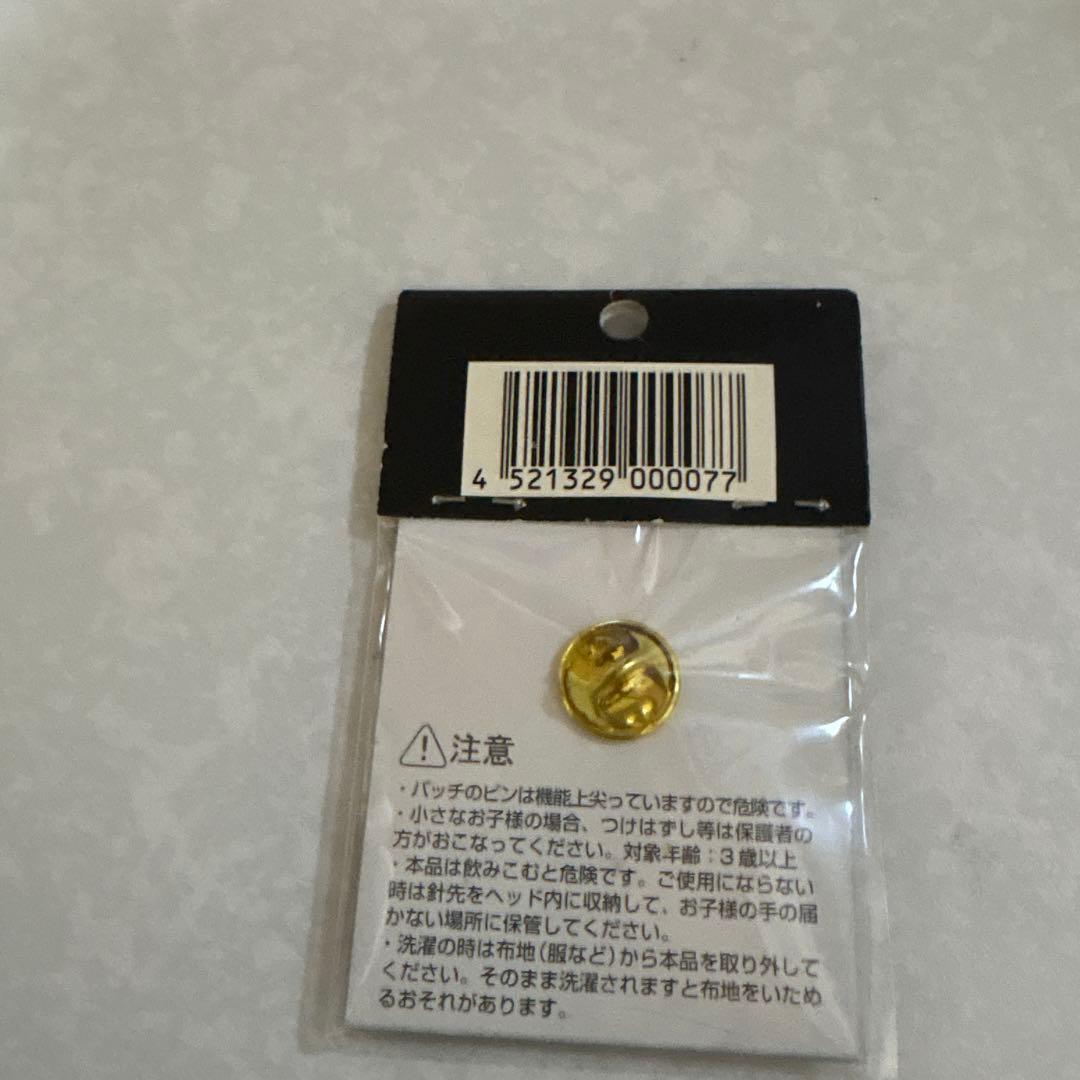 4 521329 000077
注意
・バッチのピンは機能上尖っていますので危険です。
・小さなお子様の場合、つけはずし等は保護者の
方がおこなってください。対象年齢：3歳以上
・本品は飲みこむと危険です。ご使用にならない
時は針先をヘッド内に収納して、お子様の手の届
かない場所に保管してください。
・洗濯の時は布地（服など）から本品を取り外して
ください。そのまま洗濯されますと布地をいため
るおそれがあります。